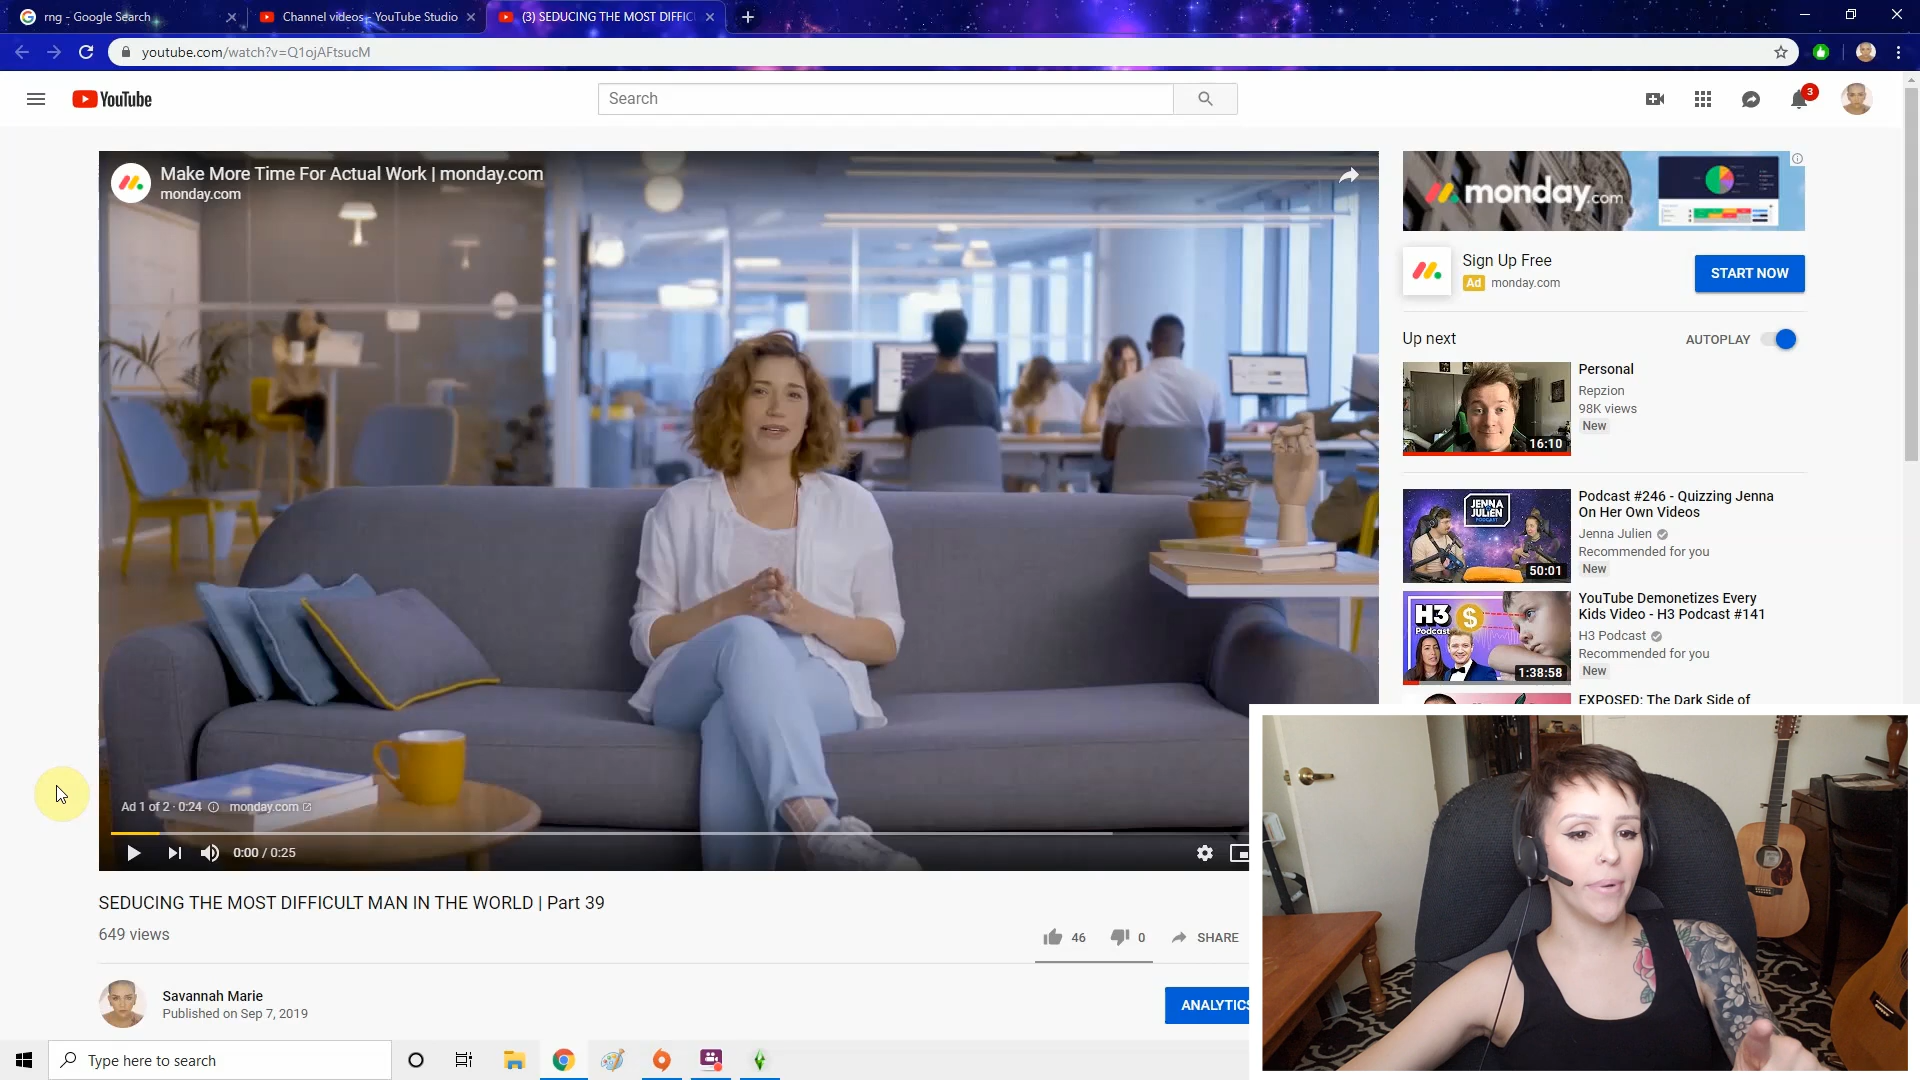 rng - Google Search
Channel videos - YouTube Studio
(3) SEDUCING THE MOST DIFFIC
youtube.com/watch?v=Q1ojAFtsucM
YouTube
Search
3
Make More Time For Actual Work | monday.com
monday.com
monday.com
Sign Up Free
Ad monday.com
START NOW
Up next
AUTOPLAY
Personal
Repzion
98K views
New
16:10
JENNA
JULIEN
PODCAST
50:01
Podcast #246 - Quizzing Jenna
On Her Own Videos
Jenna Julien
Recommended for you
New
H3
Podcast
1:38:58
YouTube Demonetizes Every
Kids Video - H3 Podcast #141
H3 Podcast
Recommended for you
New
EXPOSED: The Dark Side of
Ad 1 of 2 · 0:24 monday.com
0:00 / 0:25
SEDUCING THE MOST DIFFICULT MAN IN THE WORLD | Part 39
649 views
46
0
SHARE
Savannah Marie
Published on Sep 7, 2019
ANALYTICS
Type here to search